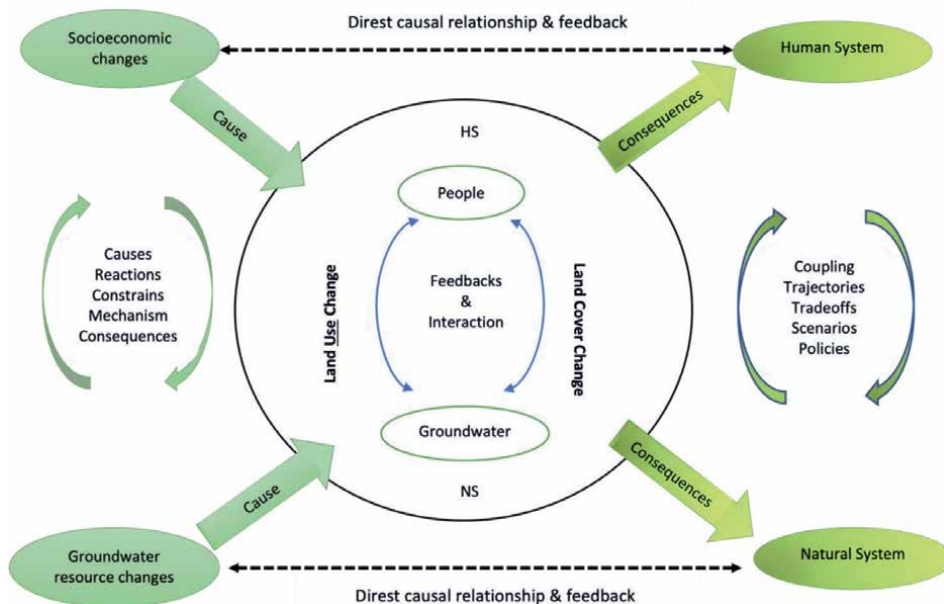 Direst causal relationship & feedback
Socioeconomic
changes
Human System
Cause
Consequences
HS
People
Causes
Reactions
Constrains
Mechanism
Consequences
Land Use Change
Feedbacks
&
Interaction
Land Cover Change
Coupling
Trajectories
Tradeoffs
Scenarios
Policies
Groundwater
Cause
Consequences
NS
Groundwater
resource changes
Natural System
Direst causal relationship & feedback